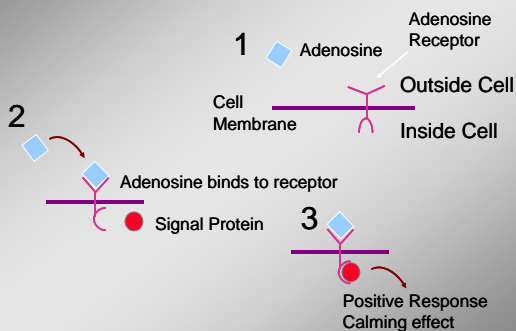 1
Adenosine
Adenosine
Receptor
Outside Cell
Cell
Membrane
Inside Cell
2
Adenosine binds to receptor
Signal Protein
3
Positive Response
Calming effect